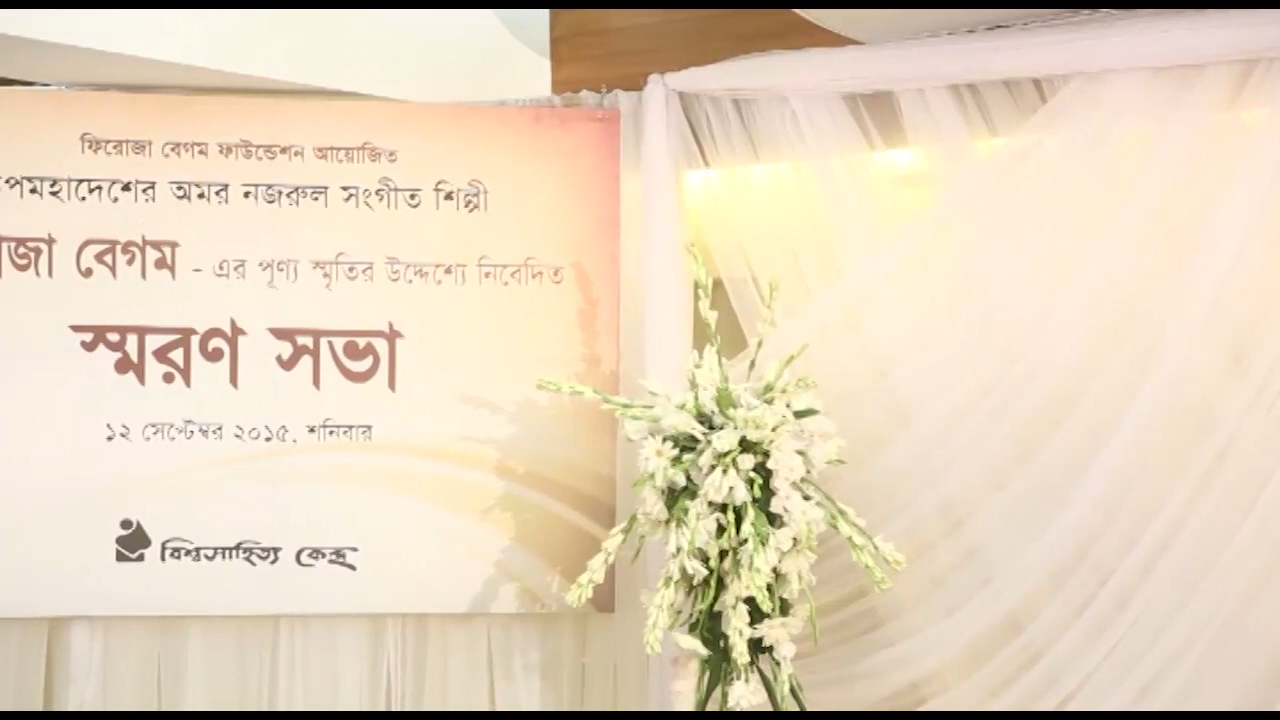 ফিরোজা বেগম ফাউন্ডেশন আয়োজিত
পমহাদেশের অমর নজরুল সংগীত শিল্পী
জা বেগম - এর পূণ্য স্মৃতির উদ্দেশ্যে নিবেদিত
স্মরণ সভা
১২ সেপ্টেম্বর ২০১৫, শনিবার
বিশ্বসাহিত্য কেন্দ্র